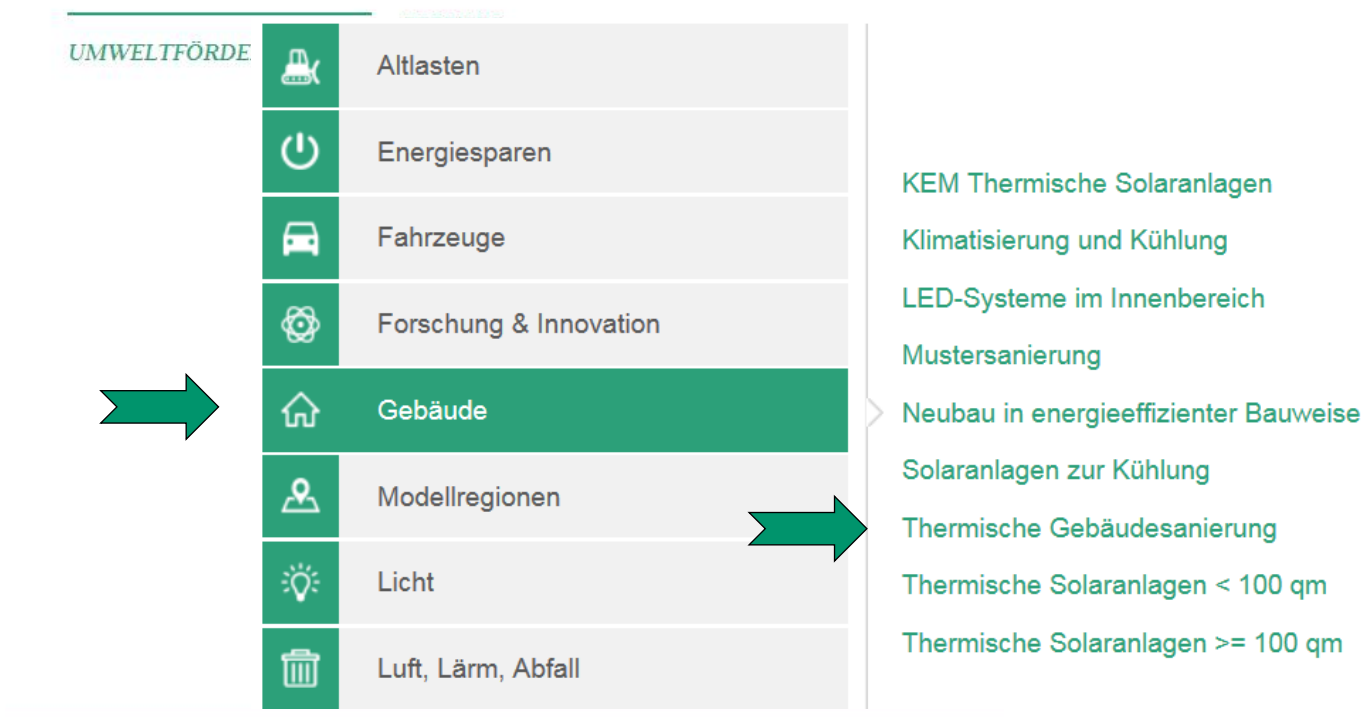 UMWELTFÖRDE
Altlasten
Energiesparen
Fahrzeuge
Forschung & Innovation
Gebäude
Modellregionen
Licht
Luft, Lärm, Abfall
KEM Thermische Solaranlagen
Klimatisierung und Kühlung
LED-Systeme im Innenbereich
Mustersanierung
Neubau in energieeffizienter Bauweise
Solaranlagen zur Kühlung
Thermische Gebäudesanierung
Thermische Solaranlagen < 100 qm
Thermische Solaranlagen >= 100 qm